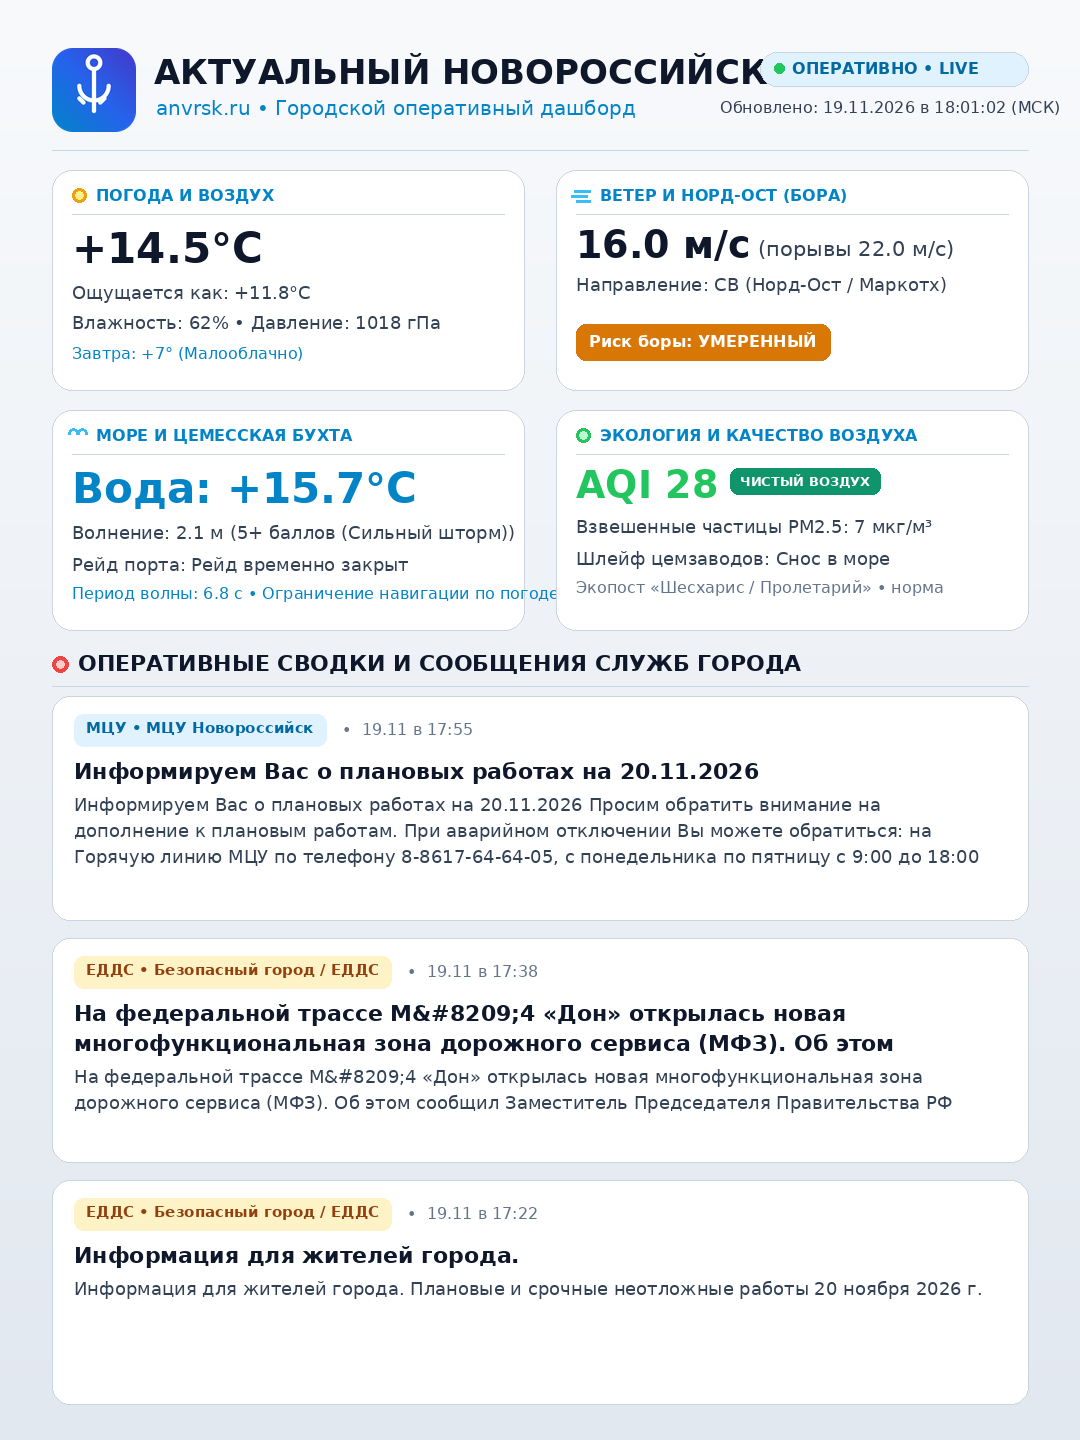 АКТУАЛЬНЫЙ НОВОРОССИЙСК
ОПЕРАТИВНО • LIVE
anvrsk.ru • Городской оперативный дашборд
Обновлено: 19.11.2026 в 18:01:02 (МСК)
ПОГОДА И ВОЗДУХ
+14.5°C
Ощущается как: +11.8°C
Влажность: 62% • Давление: 1018 гПа
Завтра: +7° (Малооблачно)
ВЕТЕР И НОРД-ОСТ (БОРА)
16.0 м/с (порывы 22.0 м/с)
Направление: СВ (Норд-Ост / Маркотх)
Риск боры: УМЕРЕННЫЙ
МОРЕ И ЦЕМЕССКАЯ БУХТА
Вода: +15.7°C
Волнение: 2.1 м (5+ баллов (Сильный шторм))
Рейд порта: Рейд временно закрыт
Период волны: 6.8 с • Ограничение навигации по погоде
ЭКОЛОГИЯ И КАЧЕСТВО ВОЗДУХА
AQI 28 ЧИСТЫЙ ВОЗДУХ
Взвешенные частицы PM2.5: 7 мкг/м³
Шлейф цемзаводов: Снос в море
Экопост «Шесхарис / Пролетарий» • норма
ОПЕРАТИВНЫЕ СВОДКИ И СООБЩЕНИЯ СЛУЖБ ГОРОДА
МЦУ • МЦУ Новороссийск • 19.11 в 17:55
Информируем Вас о плановых работах на 20.11.2026
Информируем Вас о плановых работах на 20.11.2026 Просим обратить внимание на
дополнение к плановым работам. При аварийном отключении Вы можете обратиться: на
Горячую линию МЦУ по телефону 8-8617-64-64-05, с понедельника по пятницу с 9:00 до 18:00
ЕДДС • Безопасный город / ЕДДС • 19.11 в 17:38
На федеральной трассе М&#8209;4 «Дон» открылась новая
многофункциональная зона дорожного сервиса (МФЗ). Об этом
На федеральной трассе М&#8209;4 «Дон» открылась новая многофункциональная зона
дорожного сервиса (МФЗ). Об этом сообщил Заместитель Председателя Правительства РФ
ЕДДС • Безопасный город / ЕДДС • 19.11 в 17:22
Информация для жителей города.
Информация для жителей города. Плановые и срочные неотложные работы 20 ноября 2026 г.